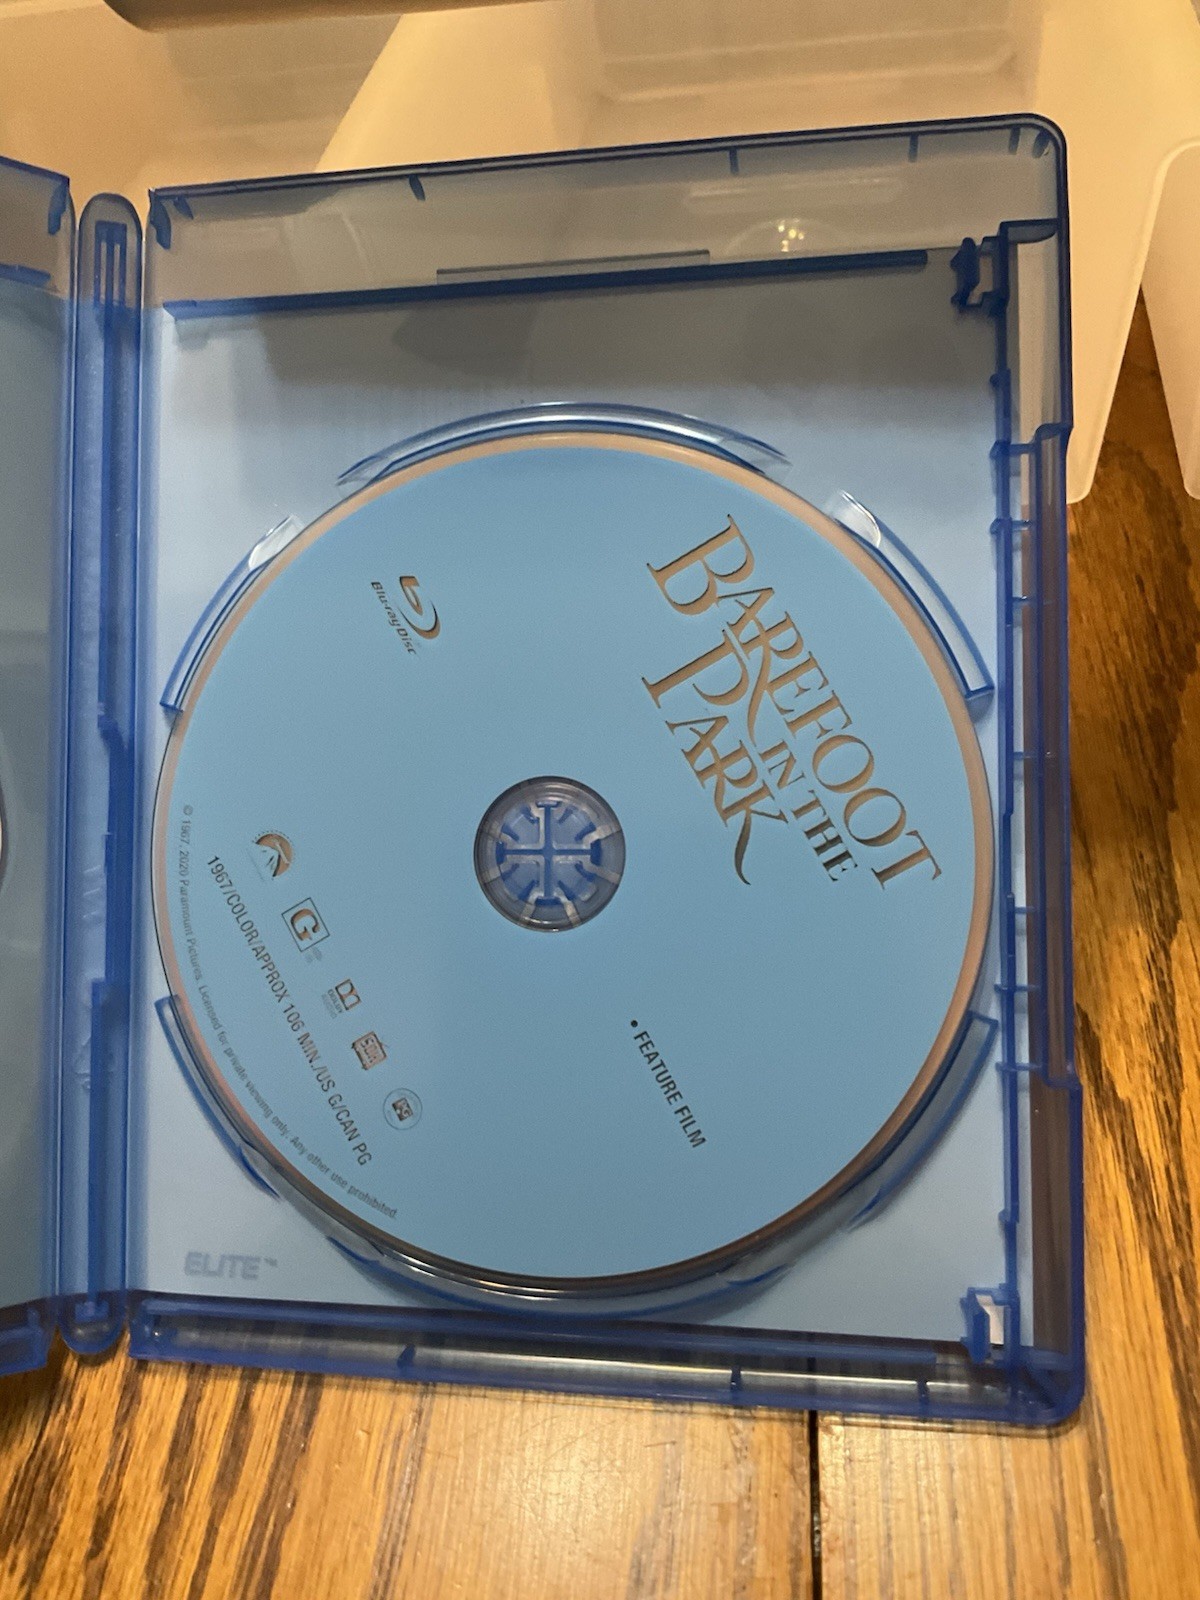 BAREFOOT
IN THE
PARK
Blu-ray Disc
• FEATURE FILM
G
SDH
1967/COLOR/APPROX 106 MIN./US G/CAN PG
© 1967, 2020 Paramount Pictures. Licensed for private viewing only. Any other use prohibited.
ELITE™